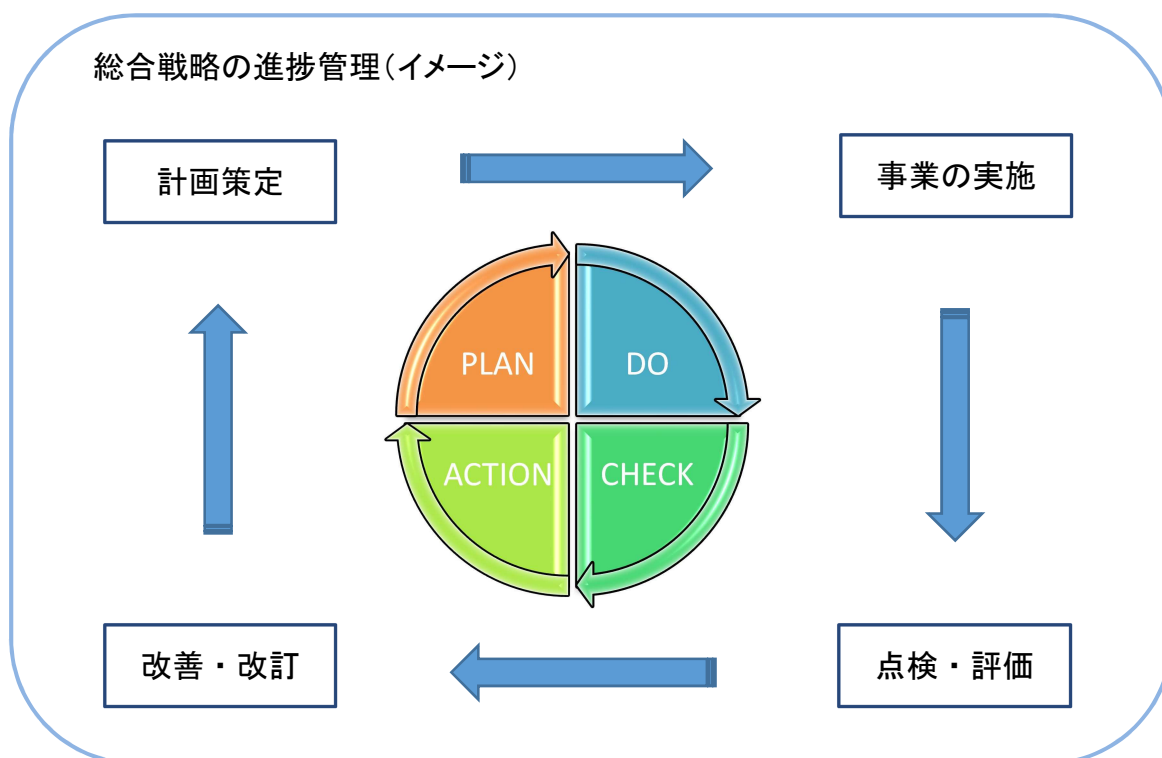 総合戦略の進捗管理（イメージ）
計画策定
事業の実施
PLAN
DO
ACTION
CHECK
改善・改訂
点検・評価